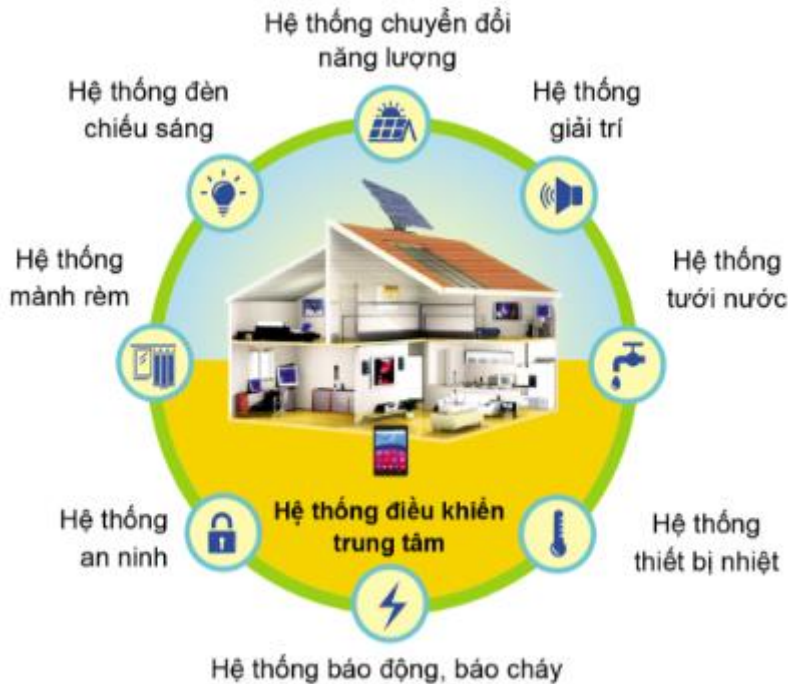 Hệ thống chuyển đổi
năng lượng
Hệ thống đèn
chiếu sáng
Hệ thống
giải trí
Hệ thống
mành rèm
Hệ thống
tưới nước
Hệ thống điều khiển
trung tâm
Hệ thống
an ninh
Hệ thống
thiết bị nhiệt
Hệ thống báo động, báo cháy